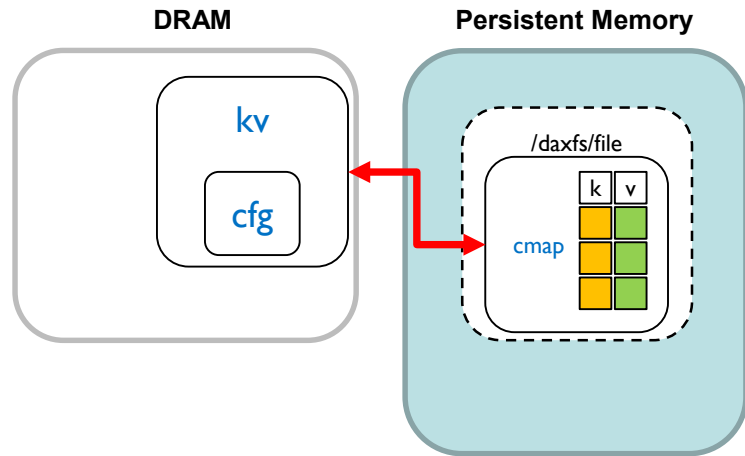 DRAM
Persistent Memory
kv
cfg
/daxfs/file
k v
cmap